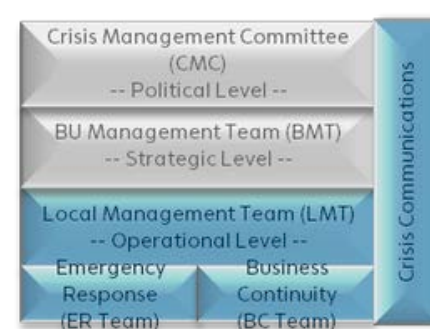 Crisis Management Committee
(CMC)
-- Political Level --
BU Management Team (BMT)
-- Strategic Level --
Local Management Team (LMT)
-- Operational Level --
Emergency
Response
(ER Team)
Business
Continuity
(BC Team)
Crisis Communications